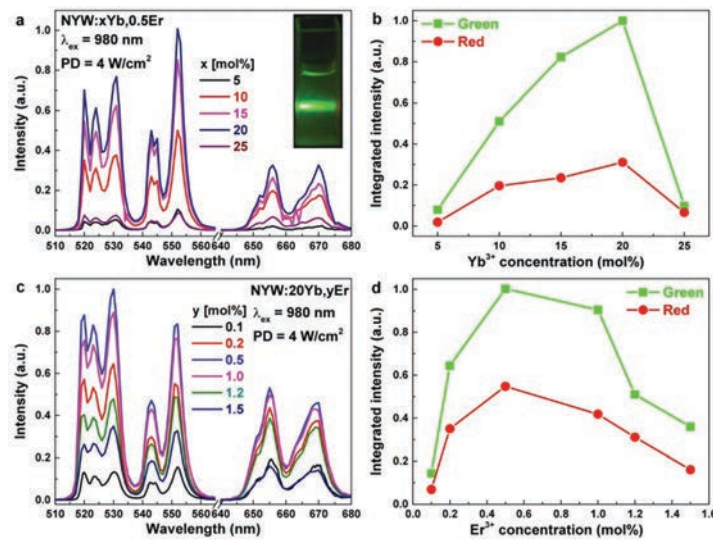 a
NYW:xYb,0.5Er
λex = 980 nm
PD = 4 W/cm²
x [mol%]
5
10
15
20
25
1.0
0.8
0.6
0.4
0.2
0.0
Intensity (a.u.)
510 520 530 540 550 560 650 660 670 680
Wavelength (nm)
b
Green
Red
1.0
0.8
0.6
0.4
0.2
0.0
Integrated intensity (a.u.)
5 10 15 20 25
Yb³⁺ concentration (mol%)
c
NYW:20Yb,yEr
y [mol%]
λex = 980 nm
PD = 4 W/cm²
0.1
0.2
0.5
1.0
1.2
1.5
1.0
0.8
0.6
0.4
0.2
0.0
Intensity (a.u.)
510 520 530 540 550 560 650 660 670 680
Wavelength (nm)
d
Green
Red
1.0
0.8
0.6
0.4
0.2
0.0
Integrated intensity (a.u.)
0.0 0.2 0.4 0.6 0.8 1.0 1.2 1.4 1.6
Er³⁺ concentration (mol%)